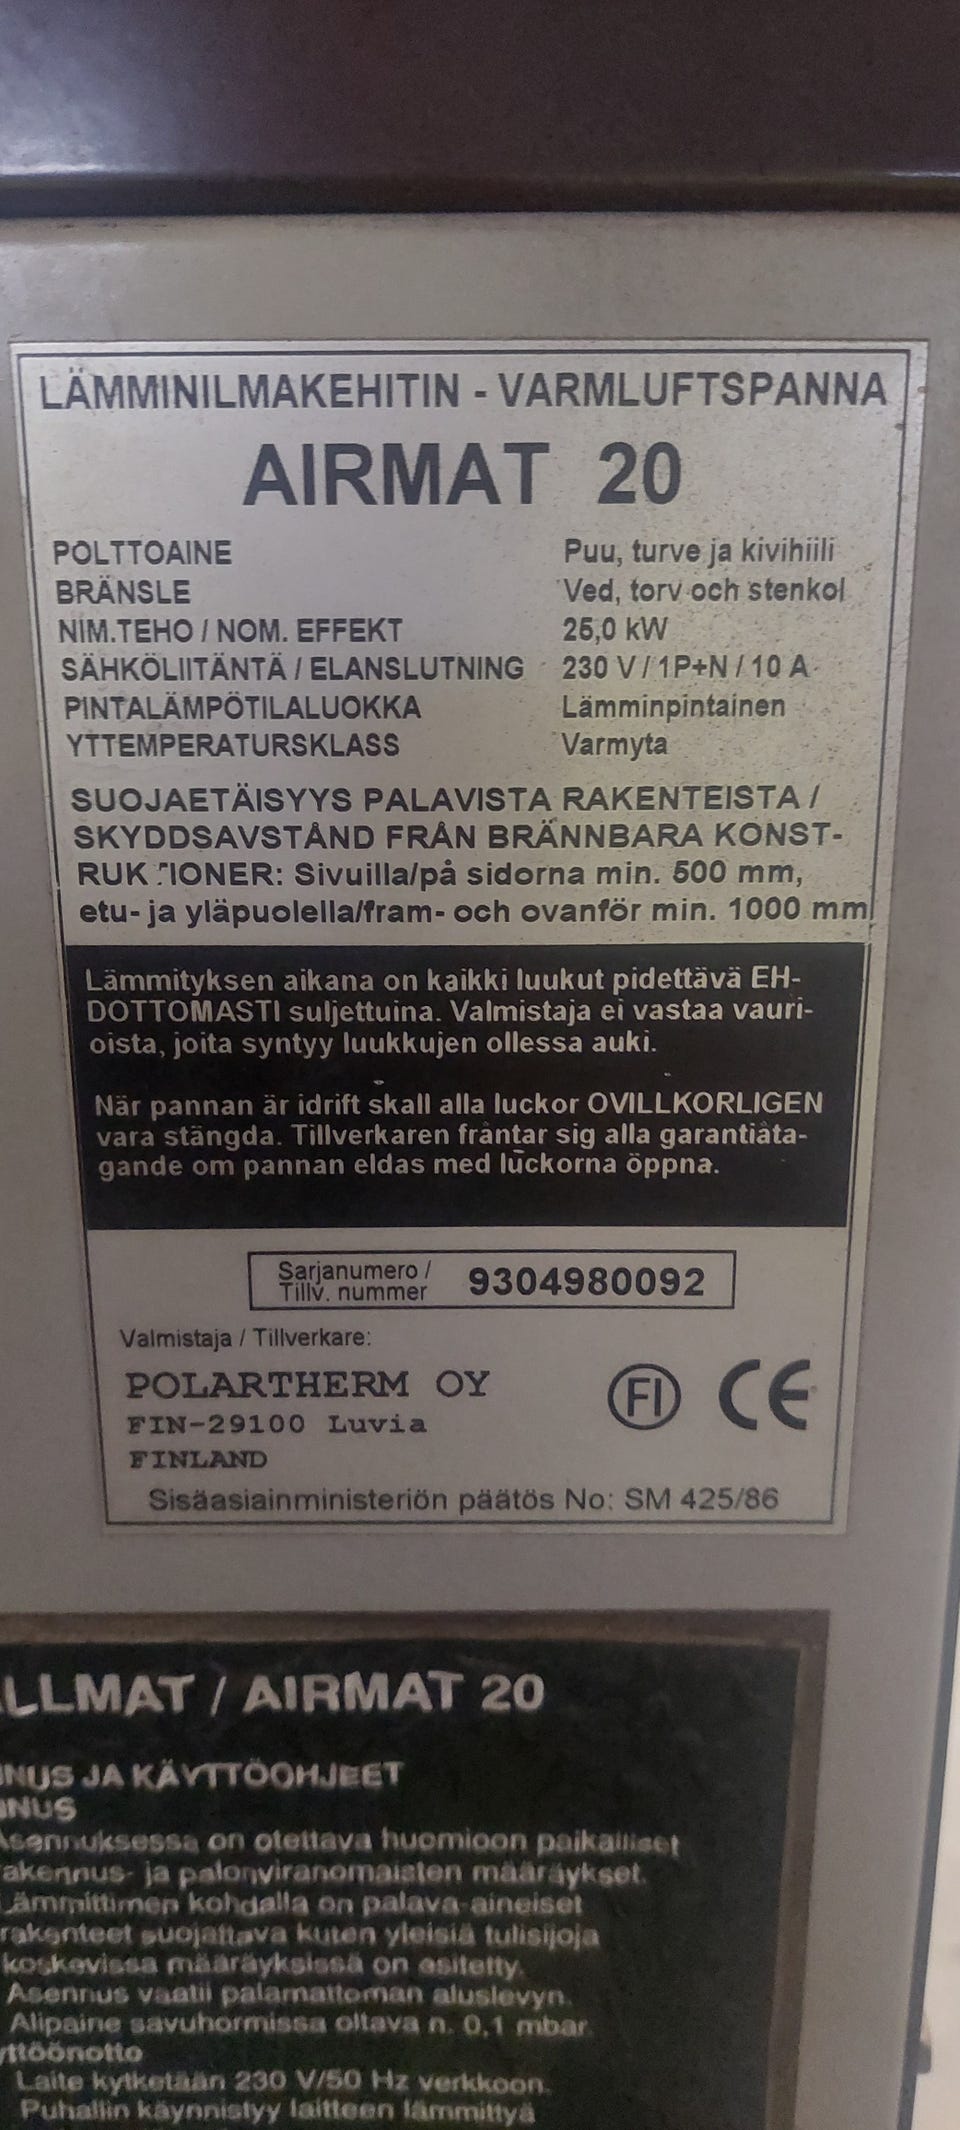 LÄMMINILMAKEHITIN - VARMLUFTSPANNA
AIRMAT 20
POLTTOAINE Puu, turve ja kivihiili
BRÄNSLE Ved, torv och stenkol
NIM.TEHO / NOM. EFFEKT 25,0 kW
SÄHKÖLIITÄNTÄ / ELANSLUTNING 230 V / 1P+N / 10 A
PINTALÄMPÖTILALUOKKA Lämminpintainen
YTTEMPERATURSKLASS Varmyta
SUOJAETÄISYYS PALAVISTA RAKENTEISTA /
SKYDDSAVSTÅND FRÅN BRÄNNBARA KONST-
RUKTIONER: Sivuilla/på sidorna min. 500 mm,
etu- ja yläpuolella/fram- och ovanför min. 1000 mm
Lämmityksen aikana on kaikki luukut pidettävä EH-
DOTTOMASTI suljettuina. Valmistaja ei vastaa vauri-
oista, joita syntyy luukkujen ollessa auki.
När pannan är idrift skall alla luckor OVILLKORLIGEN
vara stängda. Tillverkaren fråntar sig alla garantiåta-
gande om pannan eldas med luckorna öppna.
Sarjanumero / 9304980092
Tillv. nummer
Valmistaja / Tillverkare:
POLARTHERM OY
FIN-29100 Luvia
FINLAND
FI CE
Sisäasiainministeriön päätös No: SM 425/86
LLMAT / AIRMAT 20
NUS JA KÄYTTÖOHJEET
NNUS
Asennuksessa on otettava huomioon paikalliset
rakennus- ja palonviranomaisten määräykset.
Lämmittimen kohdalla on palava-aineiset
rakenteet suojattava kuten yleisiä tulisijoja
koskevissa määräyksissä on esitetty.
Asennus vaatii palamattoman aluslevyn.
Alipaine savuhormissa oltava n. 0,1 mbar.
yttöönotto
Laite kytketään 230 V/50 Hz verkkoon.
Puhallin käynnistyy laitteen lämmittyä